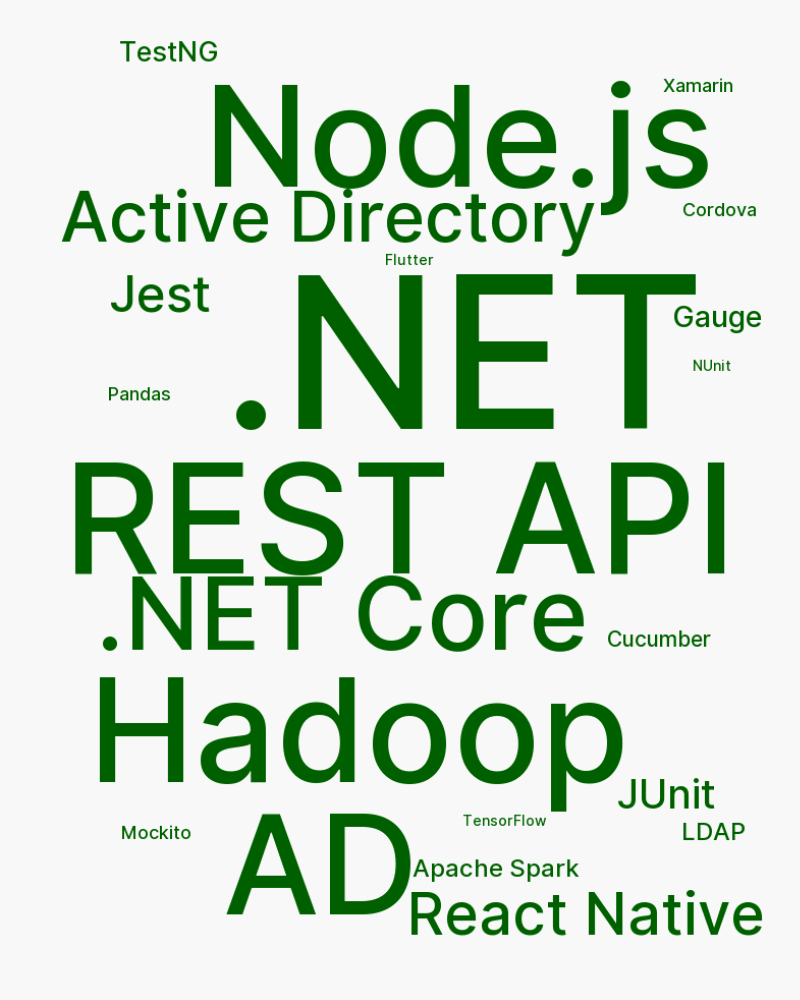 TestNG
Xamarin
Node.js
Active Directory
Cordova
Flutter
Jest
Gauge
.NET
NUnit
Pandas
REST API
.NET Core
Cucumber
Hadoop
JUnit
TensorFlow
Mockito
LDAP
AD
Apache Spark
React Native